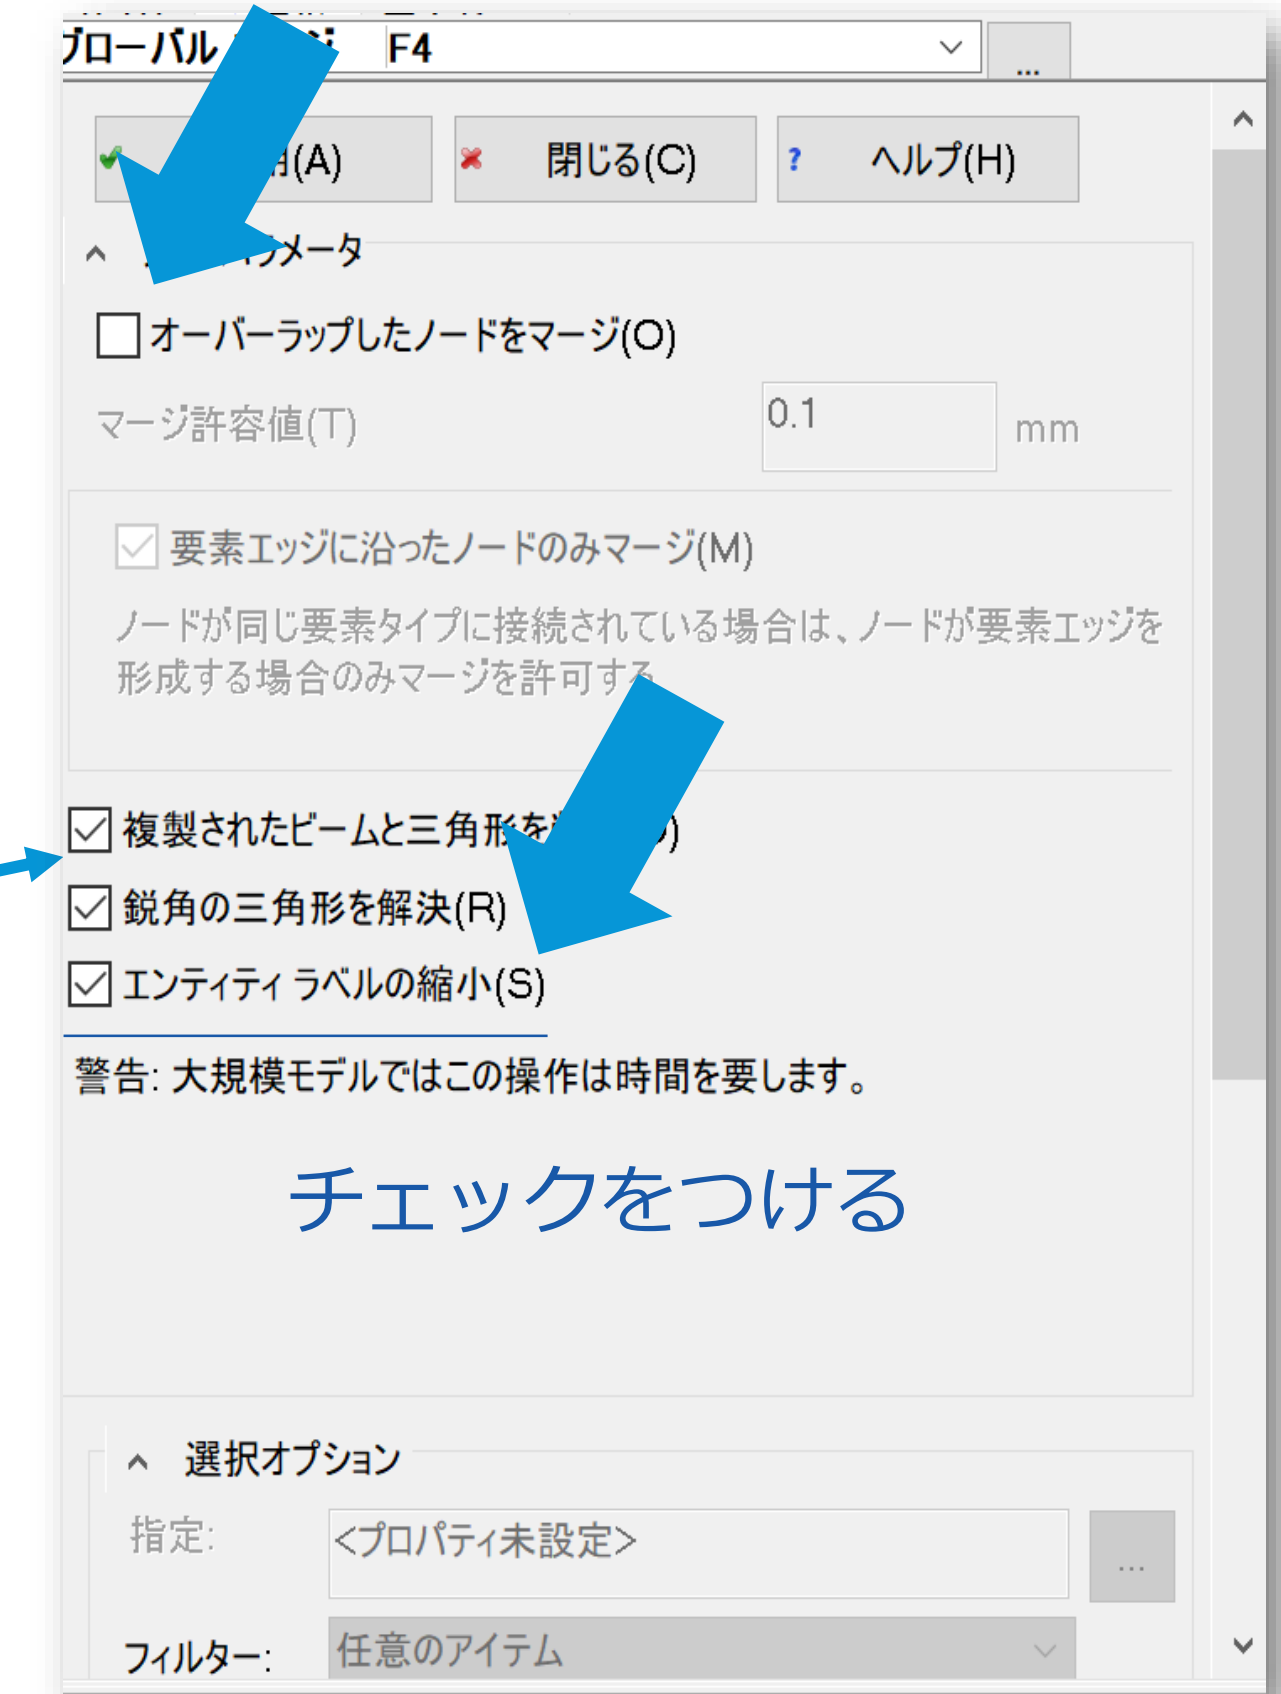 ブローバル F4
...
(A)
閉じる(C)
? ヘルプ(H)
ラメータ
オーバーラップしたノードをマージ(O)
マージ許容値(T) 0.1 mm
要素エッジに沿ったノードのみマージ(M)
ノードが同じ要素タイプに接続されている場合は、ノードが要素エッジを
形成する場合のみマージを許可する
複製されたビームと三角形を
鋭角の三角形を解決(R)
エンティティ ラベルの縮小(S)
警告: 大規模モデルではこの操作は時間を要します。
チェックをつける
選択オプション
指定: <プロパティ未設定> ...
フィルター: 任意のアイテム